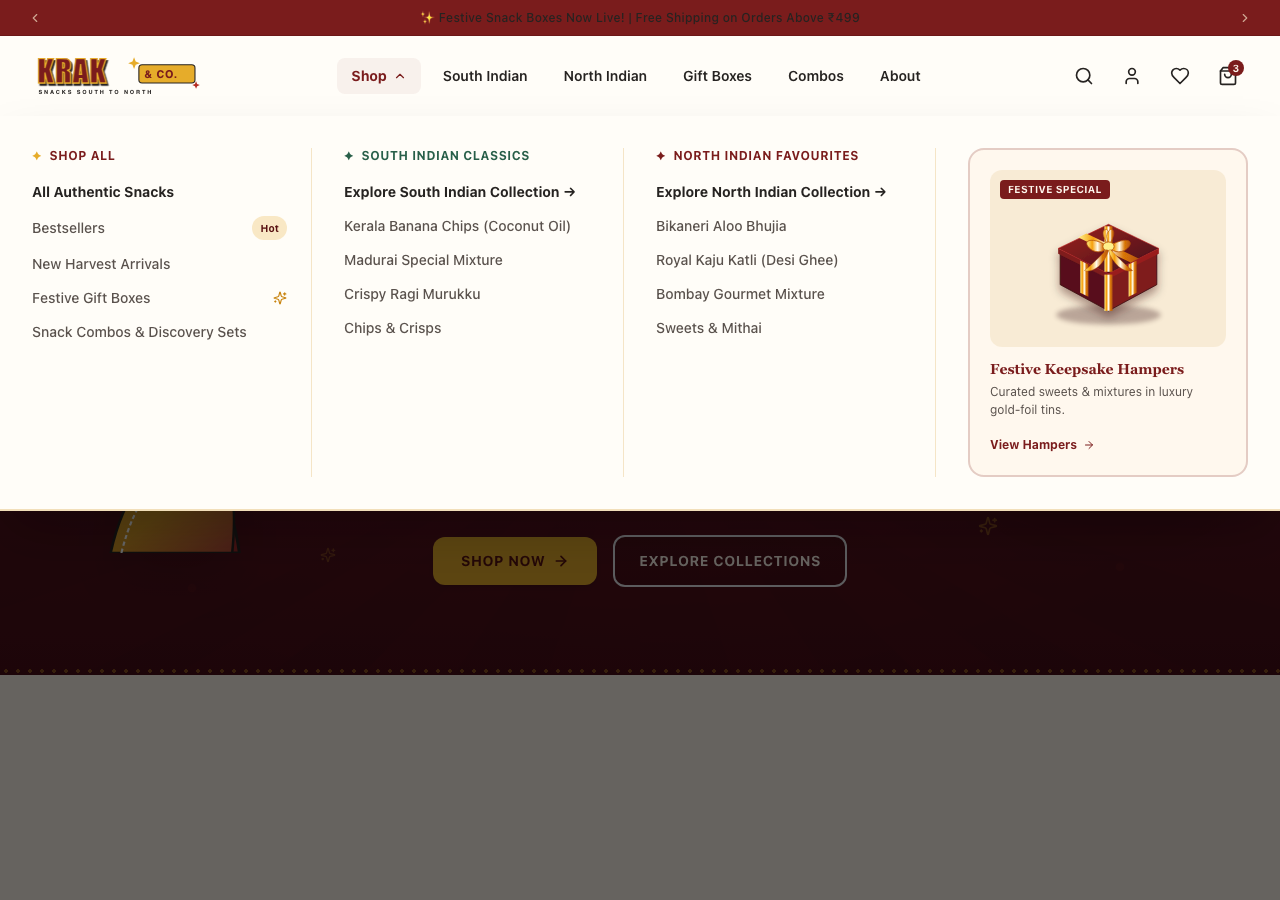 ✨ Festive Snack Boxes Now Live! | Free Shipping on Orders Above ₹499
KRAK & CO.
SNACKS SOUTH TO NORTH
Shop
South Indian
North Indian
Gift Boxes
Combos
About
3
SHOP ALL
All Authentic Snacks
Bestsellers
Hot
New Harvest Arrivals
Festive Gift Boxes
Snack Combos & Discovery Sets
SOUTH INDIAN CLASSICS
Explore South Indian Collection →
Kerala Banana Chips (Coconut Oil)
Madurai Special Mixture
Crispy Ragi Murukku
Chips & Crisps
NORTH INDIAN FAVOURITES
Explore North Indian Collection →
Bikaneri Aloo Bhujia
Royal Kaju Katli (Desi Ghee)
Bombay Gourmet Mixture
Sweets & Mithai
FESTIVE SPECIAL
Festive Keepsake Hampers
Curated sweets & mixtures in luxury
gold-foil tins.
View Hampers →
SHOP NOW →
EXPLORE COLLECTIONS